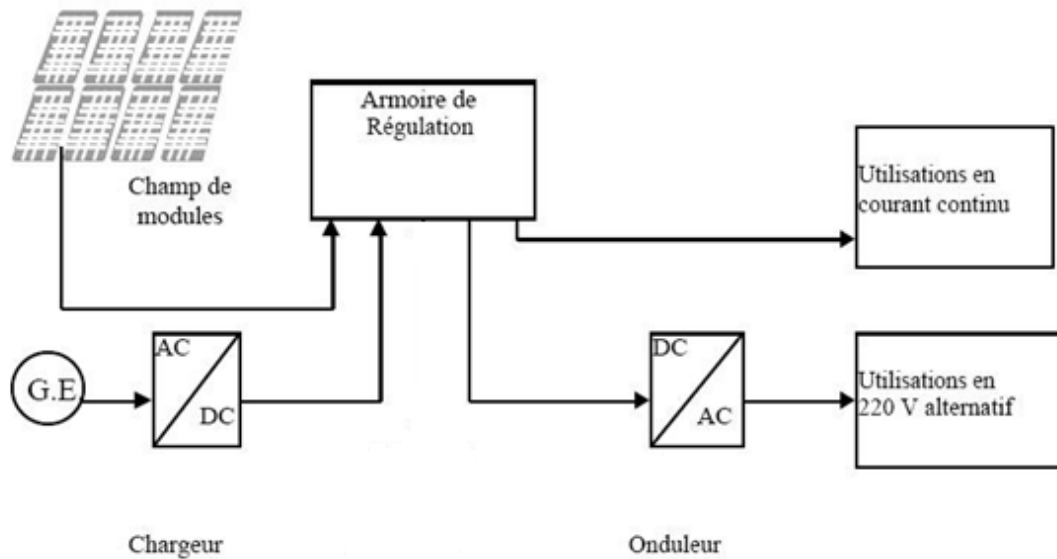 Armoire de
Régulation
Champ de
modules
Utilisations en
courant continu
G.E.
AC
DC
DC
AC
Utilisations en
220 V alternatif
Chargeur
Onduleur